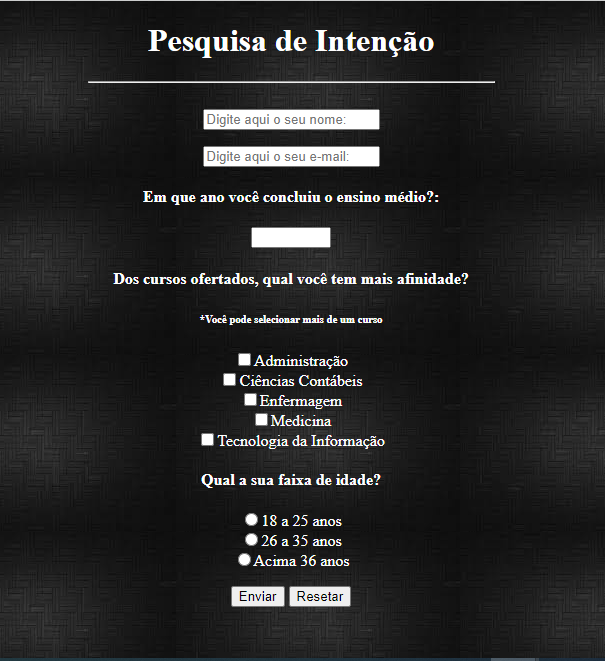 Pesquisa de Intenção
Digite aqui o seu nome:
Digite aqui o seu e-mail:
Em que ano você concluiu o ensino médio?:
Dos cursos ofertados, qual você tem mais afinidade?
*Você pode selecionar mais de um curso
Administração
Ciências Contábeis
Enfermagem
Medicina
Tecnologia da Informação
Qual a sua faixa de idade?
18 a 25 anos
26 a 35 anos
Acima 36 anos
Enviar Resetar